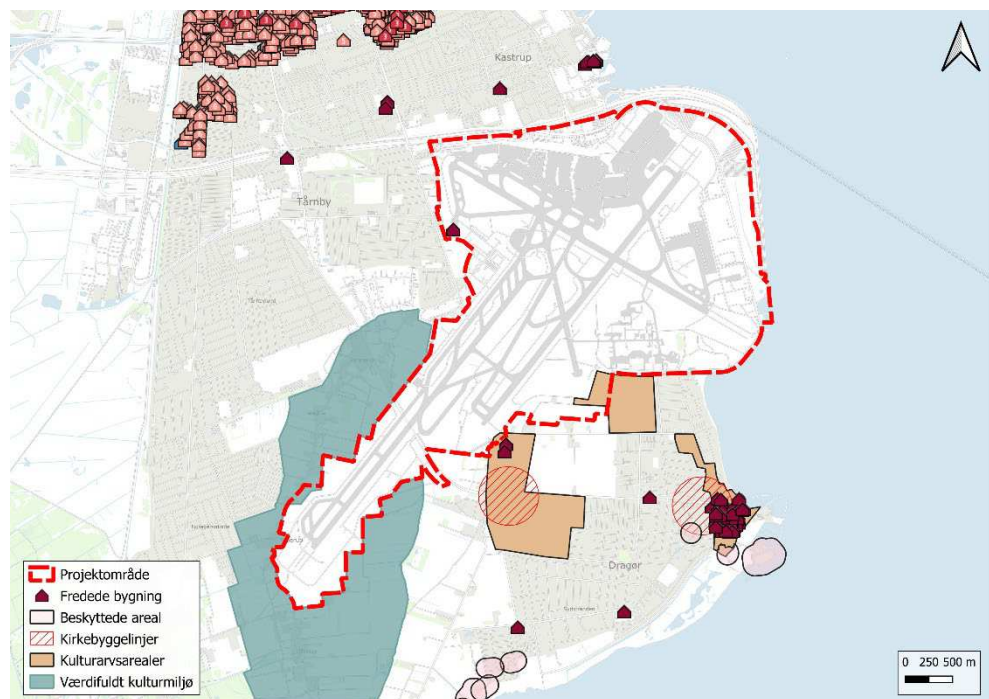 Kastrup
Tårnby
Dragør
Projektområde
Fredede bygning
Beskyttede areal
Kirkebyggelinjer
Kulturarvsarealer
Værdifuldt kulturmiljø
0 250 500 m